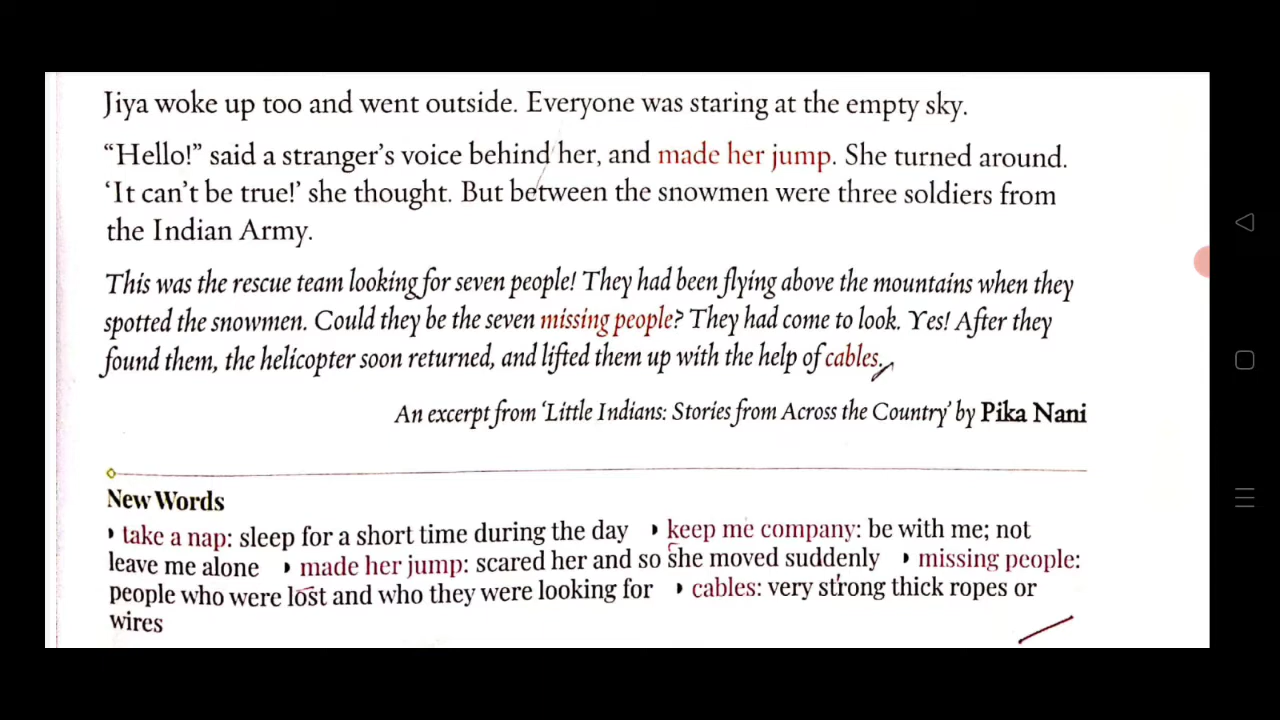 Jiya woke up too and went outside. Everyone was staring at the empty sky.
“Hello!” said a stranger’s voice behind her, and made her jump. She turned around.
‘It can’t be true!’ she thought. But between the snowmen were three soldiers from
the Indian Army.
This was the rescue team looking for seven people! They had been flying above the mountains when they
spotted the snowmen. Could they be the seven missing people? They had come to look. Yes! After they
found them, the helicopter soon returned, and lifted them up with the help of cables.
An excerpt from ‘Little Indians: Stories from Across the Country’ by Pika Nani
New Words
take a nap: sleep for a short time during the day keep me company: be with me; not
leave me alone made her jump: scared her and so she moved suddenly missing people:
people who were lost and who they were looking for cables: very strong thick ropes or
wires